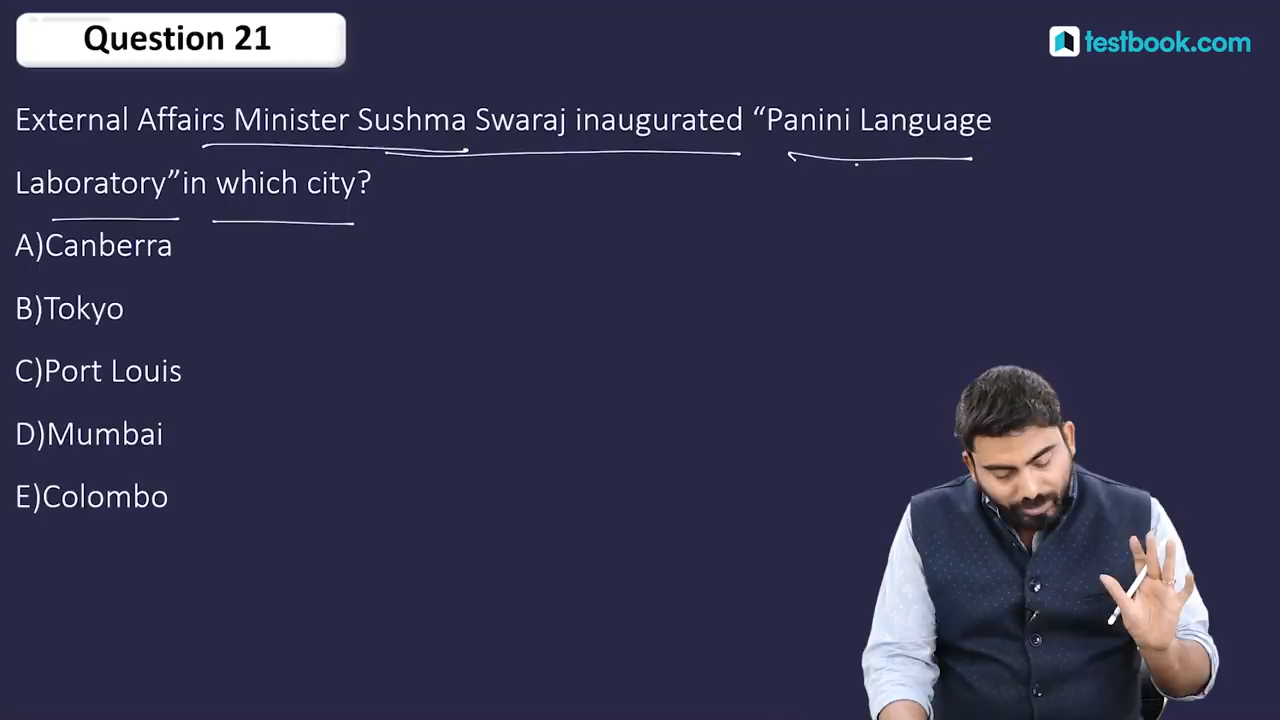 Question 21
testbook.com
External Affairs Minister Sushma Swaraj inaugurated “Panini Language
Laboratory”in which city?
A)Canberra
B)Tokyo
C)Port Louis
D)Mumbai
E)Colombo